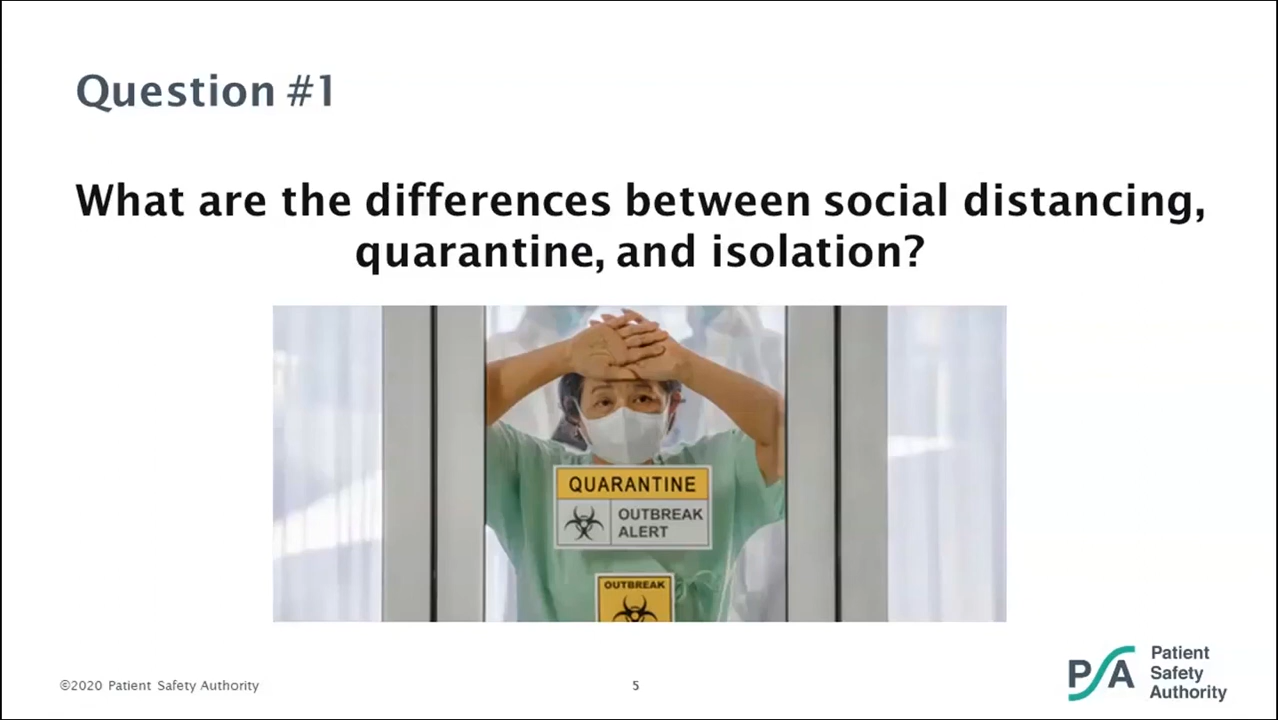 Question #1
What are the differences between social distancing,
quarantine, and isolation?
QUARANTINE
OUTBREAK
ALERT
OUTBREAK
©2020 Patient Safety Authority
5
PSA
Patient
Safety
Authority